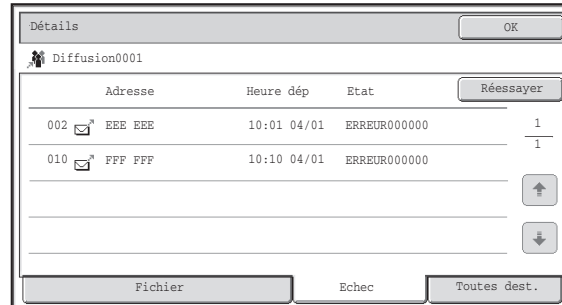 Détails OK
Diffusion0001
Adresse Heure dép Etat Réessayer
002 EEE EEE 10:01 04/01 ERREUR000000 1
1
010 FFF FFF 10:10 04/01 ERREUR000000
Fichier Echec Toutes dest.